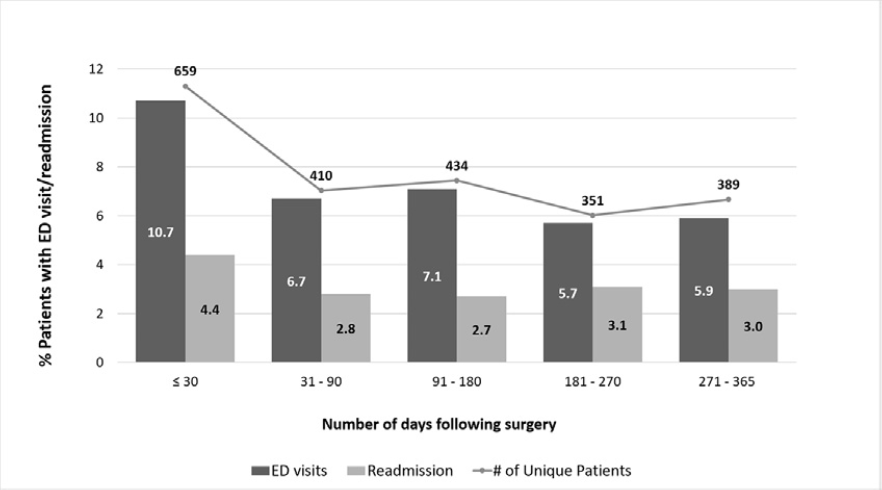 % Patients with ED visit/readmission
12
10
8
6
4
2
0
659
410
434
351
389
10.7
4.4
6.7
2.8
7.1
2.7
5.7
3.1
5.9
3.0
≤ 30
31 - 90
91 - 180
181 - 270
271 - 365
Number of days following surgery
ED visits
Readmission
# of Unique Patients